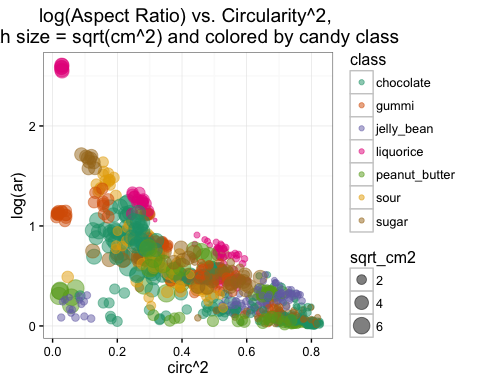 log(Aspect Ratio) vs. Circularity^2,
h size = sqrt(cm^2) and colored by candy class
class
chocolate
gummi
jelly_bean
liquorice
peanut_butter
sour
sugar
sqrt_cm2
2
4
6
log(ar)
2
1
0
0.0 0.2 0.4 0.6 0.8
circ^2